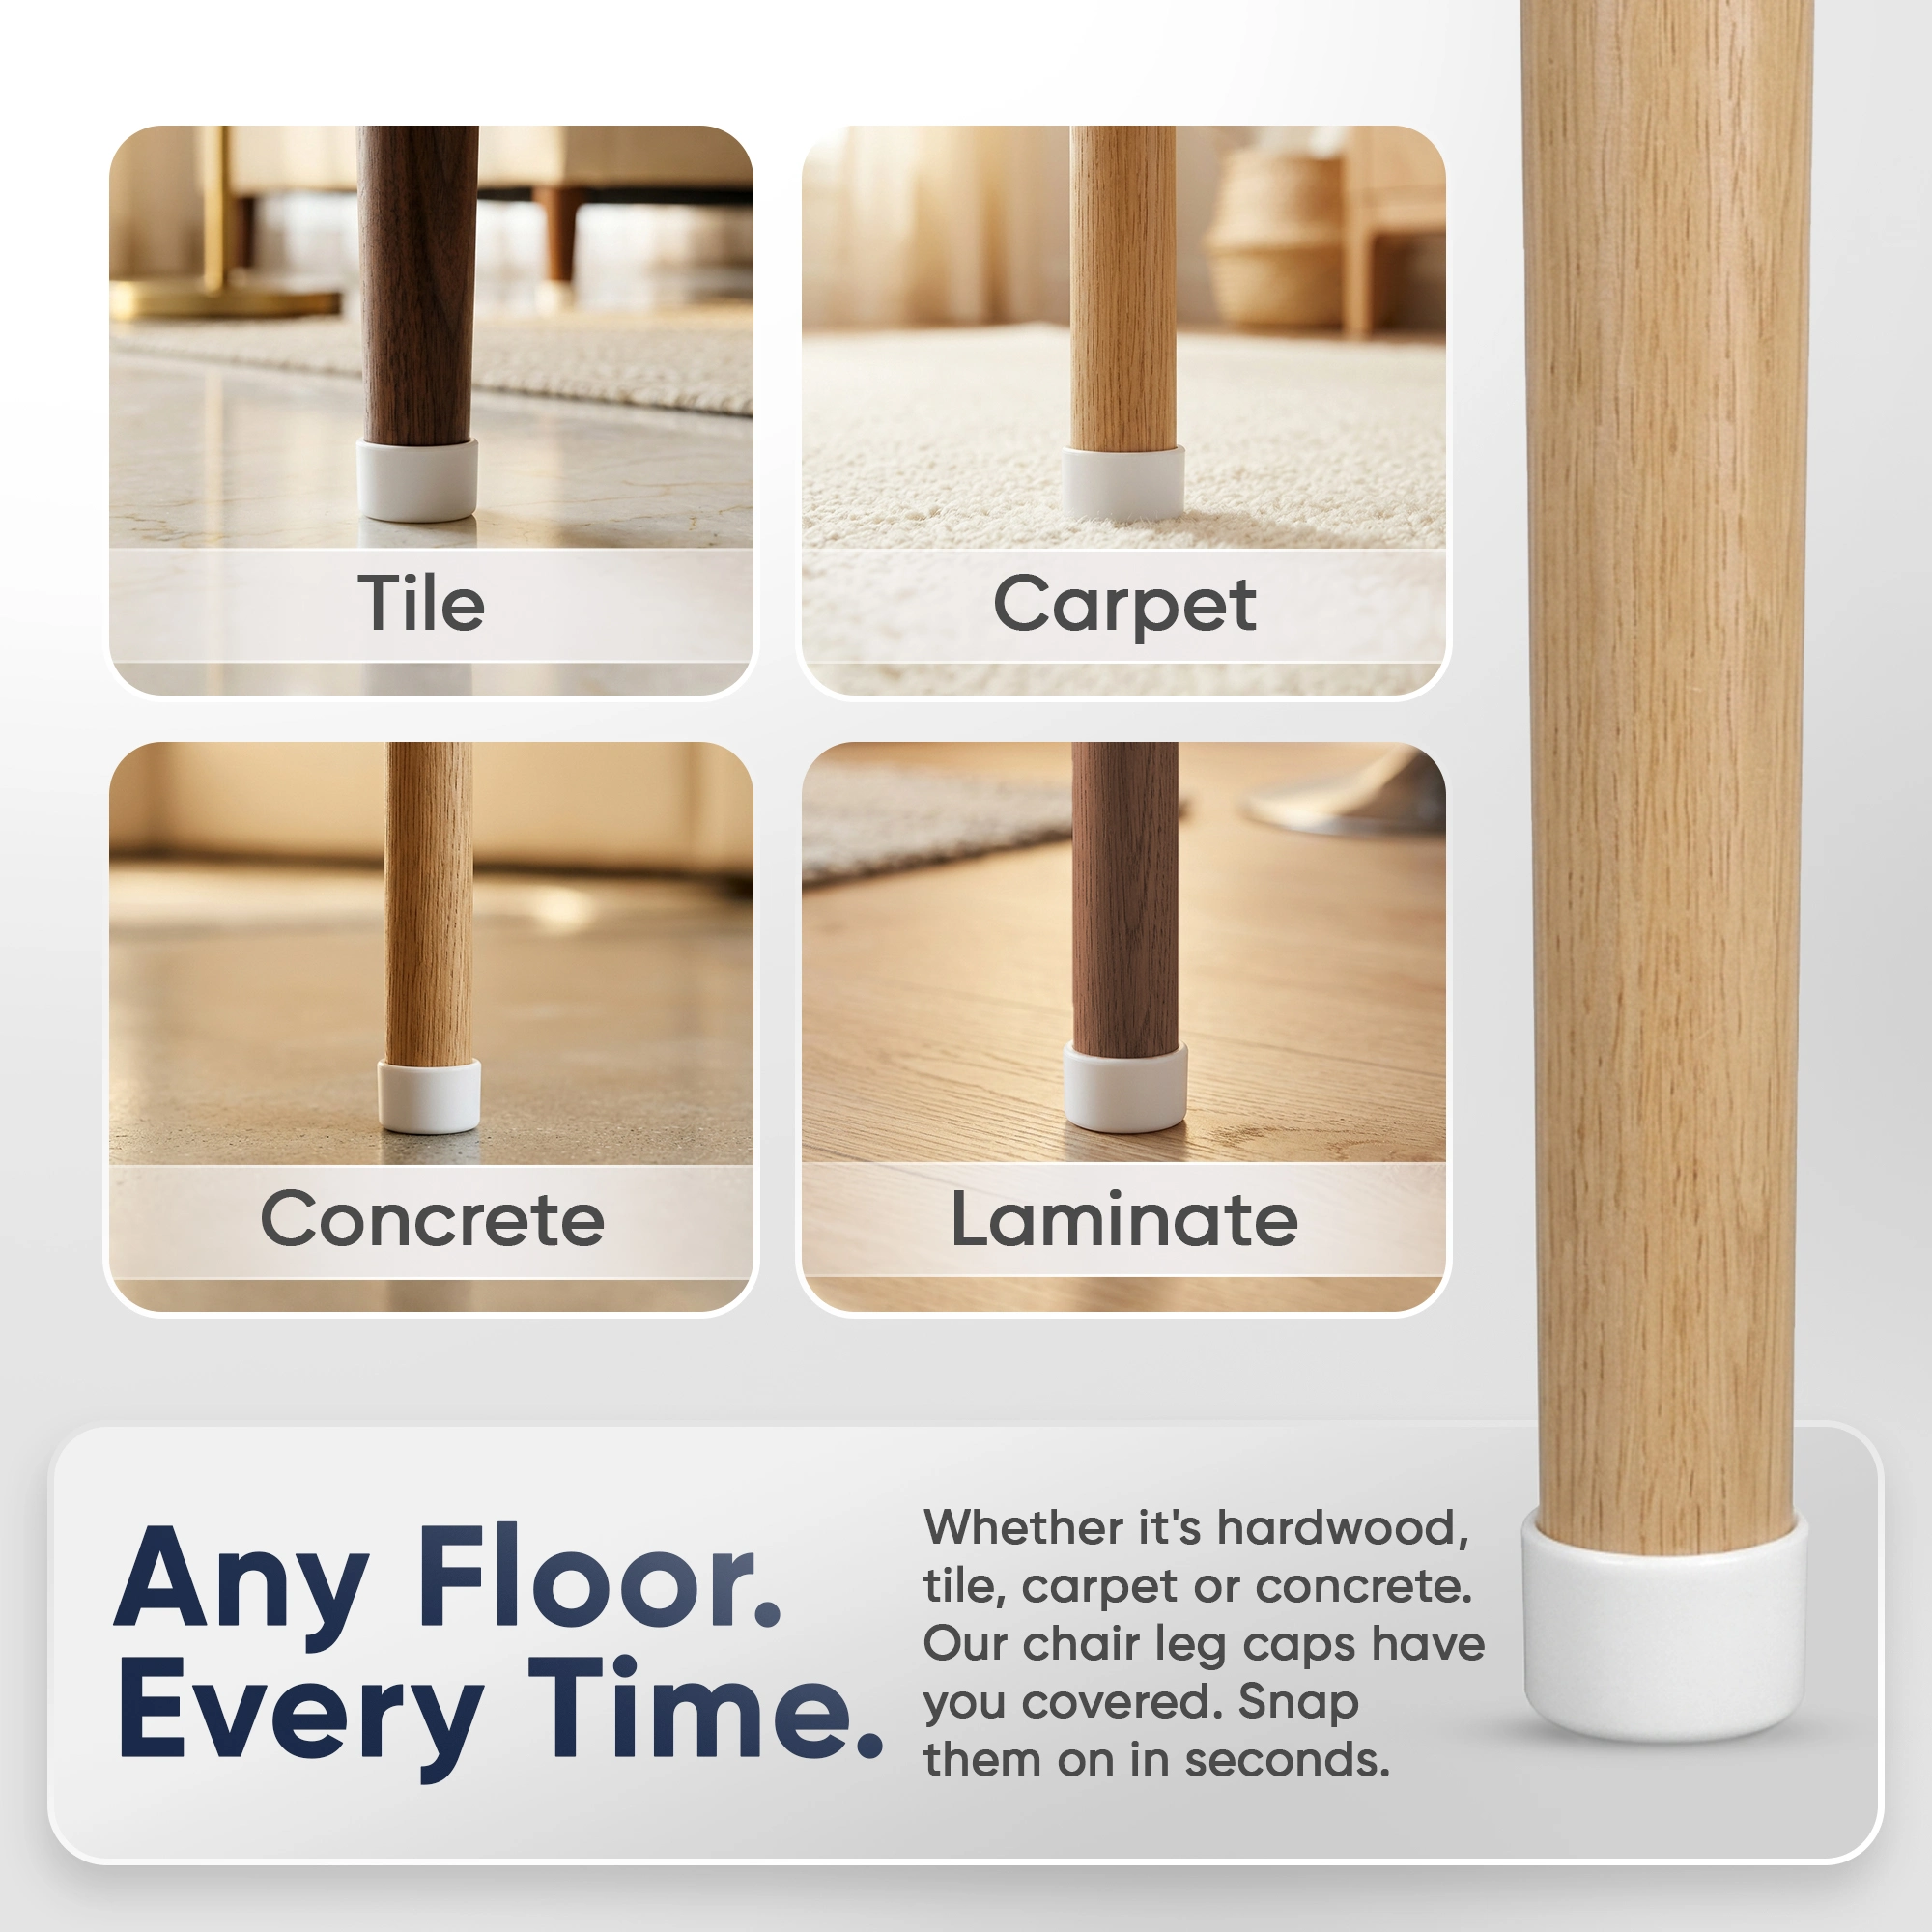 Tile
Carpet
Concrete
Laminate
Any Floor.
Every Time.
Whether it's hardwood,
tile, carpet or concrete.
Our chair leg caps have
you covered. Snap
them on in seconds.